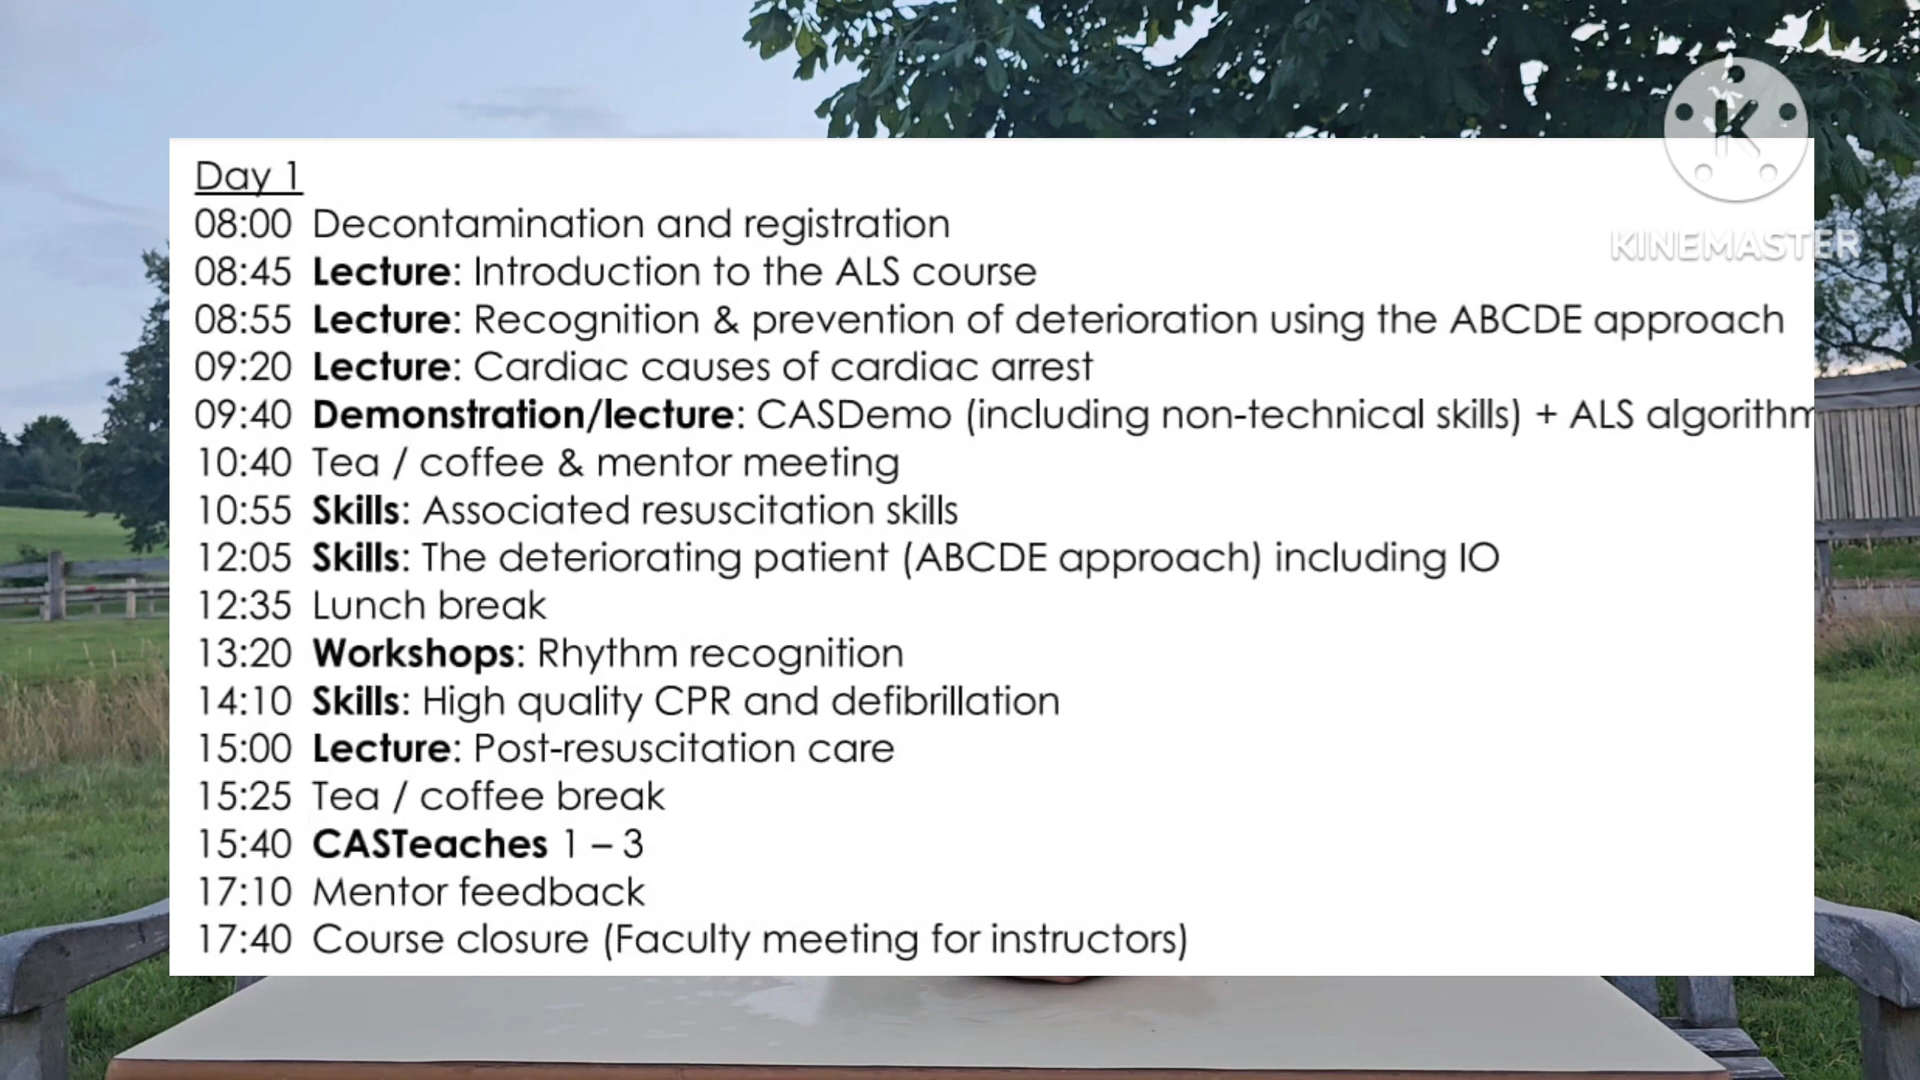 Day 1
08:00 Decontamination and registration
08:45 Lecture: Introduction to the ALS course
08:55 Lecture: Recognition & prevention of deterioration using the ABCDE approach
09:20 Lecture: Cardiac causes of cardiac arrest
09:40 Demonstration/lecture: CASDemo (including non-technical skills) + ALS algorithm
10:40 Tea / coffee & mentor meeting
10:55 Skills: Associated resuscitation skills
12:05 Skills: The deteriorating patient (ABCDE approach) including IO
12:35 Lunch break
13:20 Workshops: Rhythm recognition
14:10 Skills: High quality CPR and defibrillation
15:00 Lecture: Post-resuscitation care
15:25 Tea / coffee break
15:40 CASTeaches 1 – 3
17:10 Mentor feedback
17:40 Course closure (Faculty meeting for instructors)
K
KINEMASTER